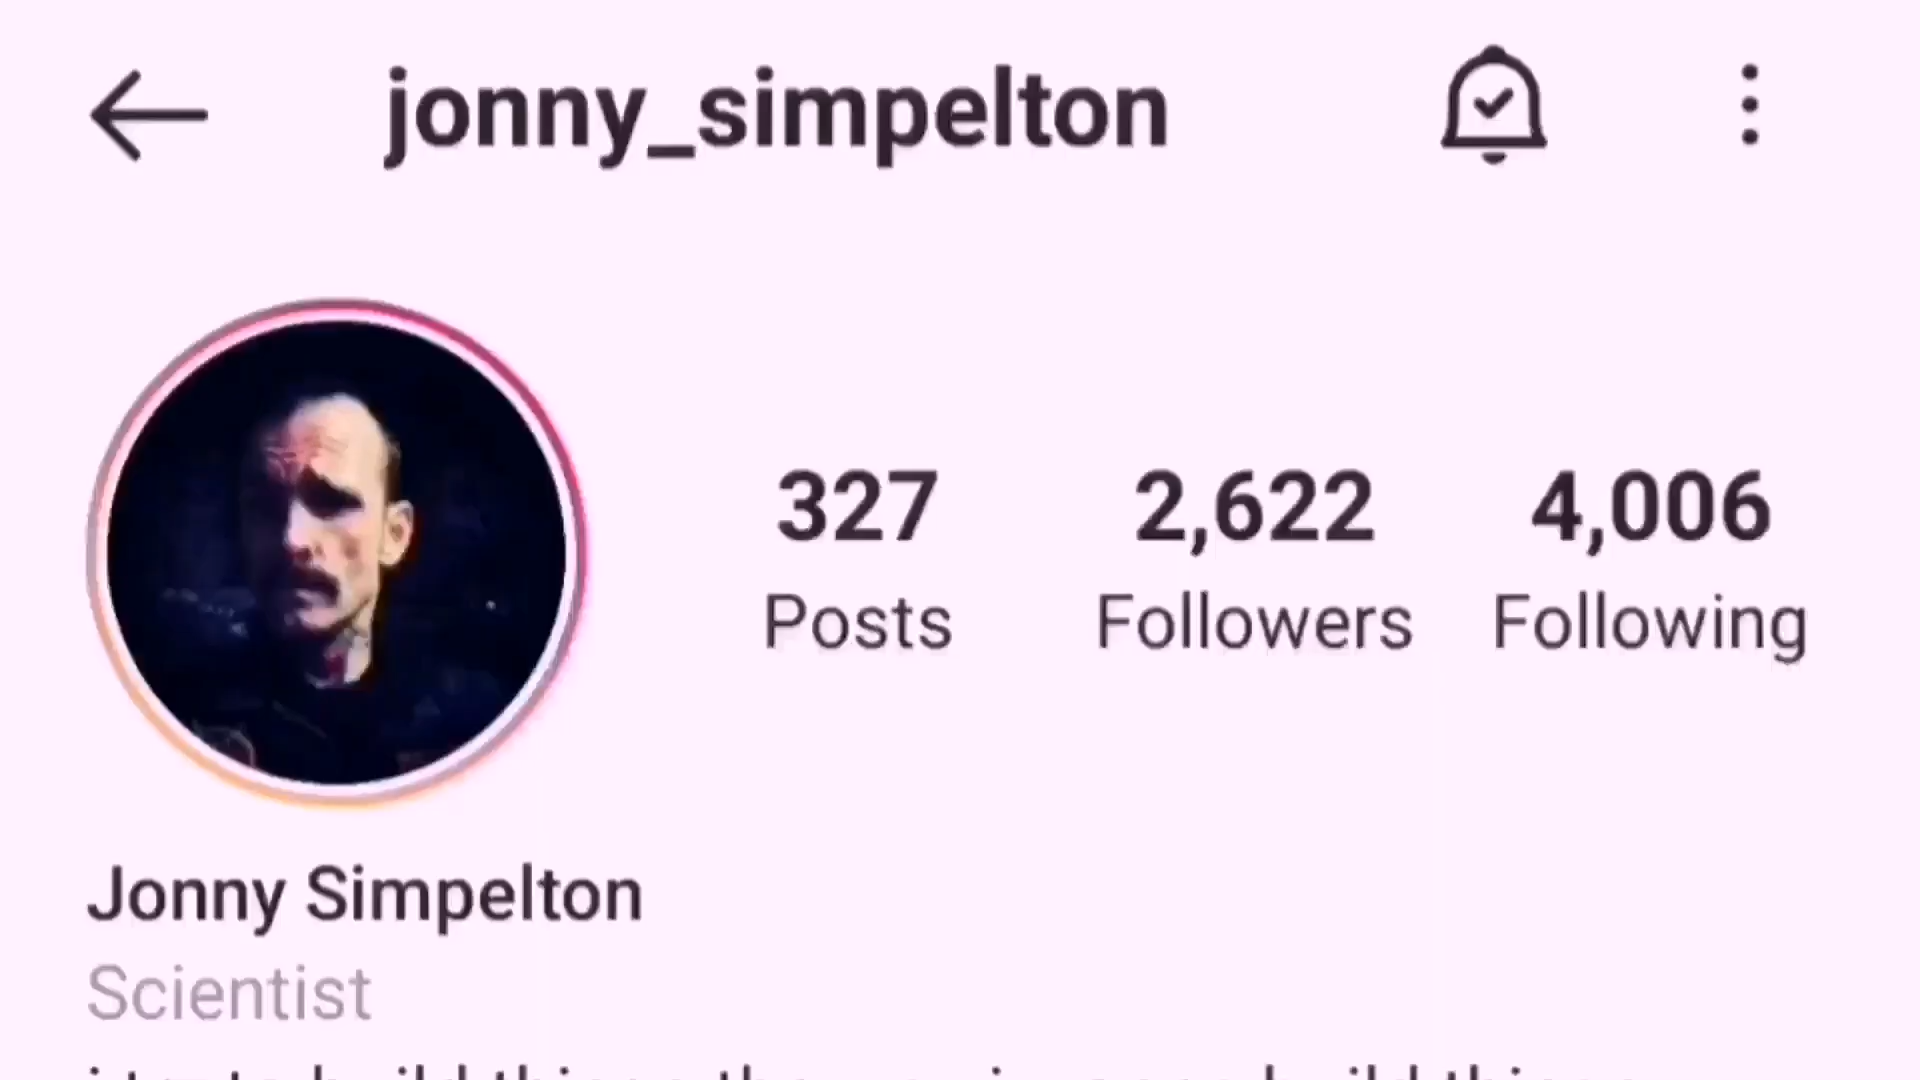 jonny_simpelton
327 2,622 4,006
Posts Followers Following
Jonny Simpelton
Scientist